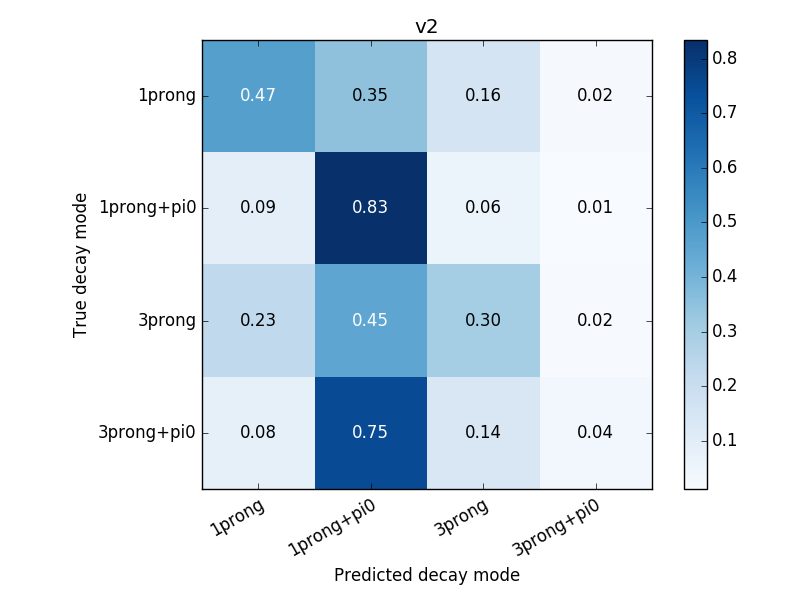 v2
1prong 0.47 0.35 0.16 0.02
1prong+pi0 0.09 0.83 0.06 0.01
3prong 0.23 0.45 0.30 0.02
3prong+pi0 0.08 0.75 0.14 0.04
1prong 1prong+pi0 3prong 3prong+pi0
Predicted decay mode
True decay mode
0.8
0.7
0.6
0.5
0.4
0.3
0.2
0.1